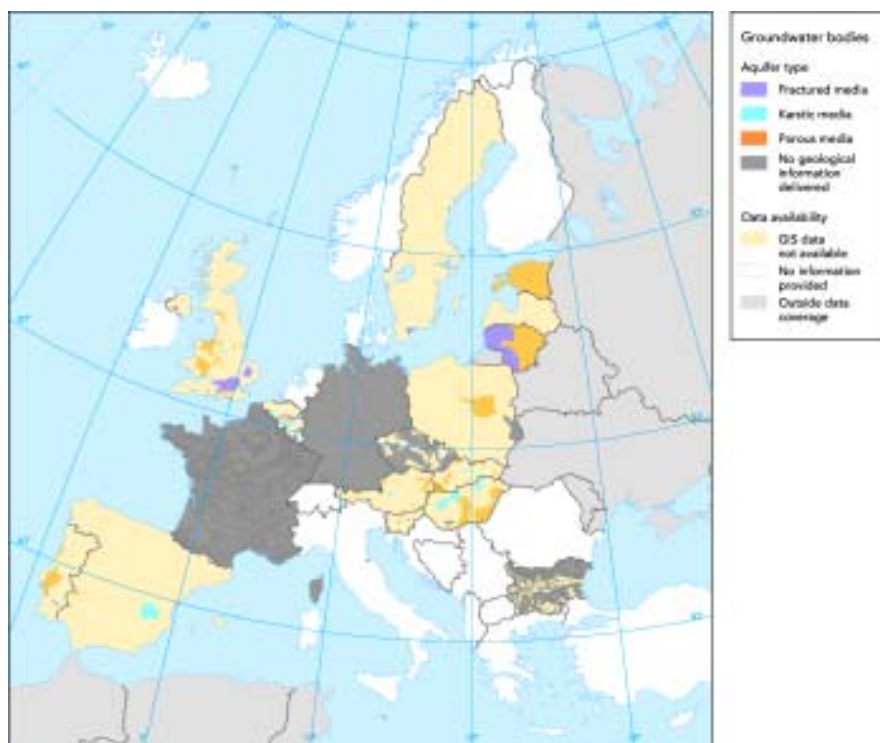 Groundwater bodies
Aquifer type
Fractured media
Karstic media
Porous media
No geological
information
delivered
Data availability
GIS data
not available
No information
provided
Outside data
coverage